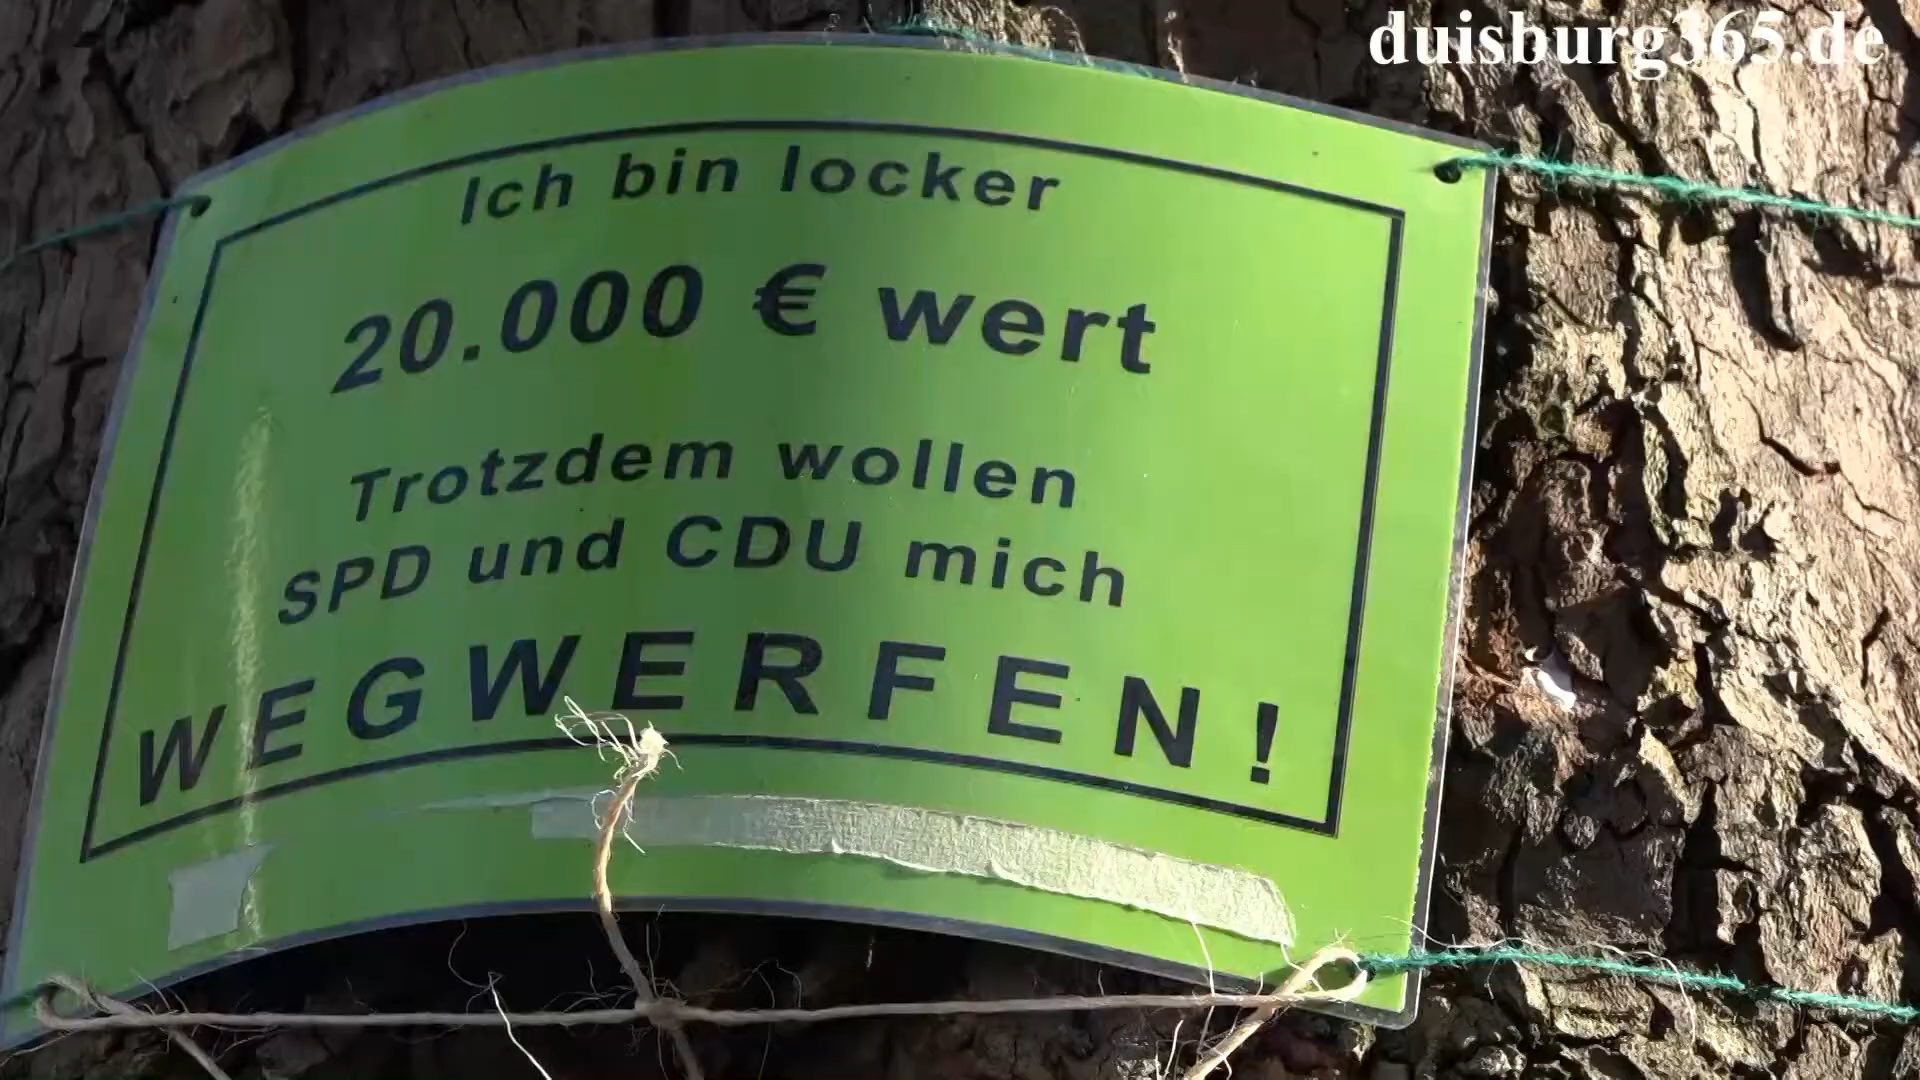 duisburg365.de
Ich bin locker
20.000 € wert
Trotzdem wollen
SPD und CDU mich
WEGWERFEN!